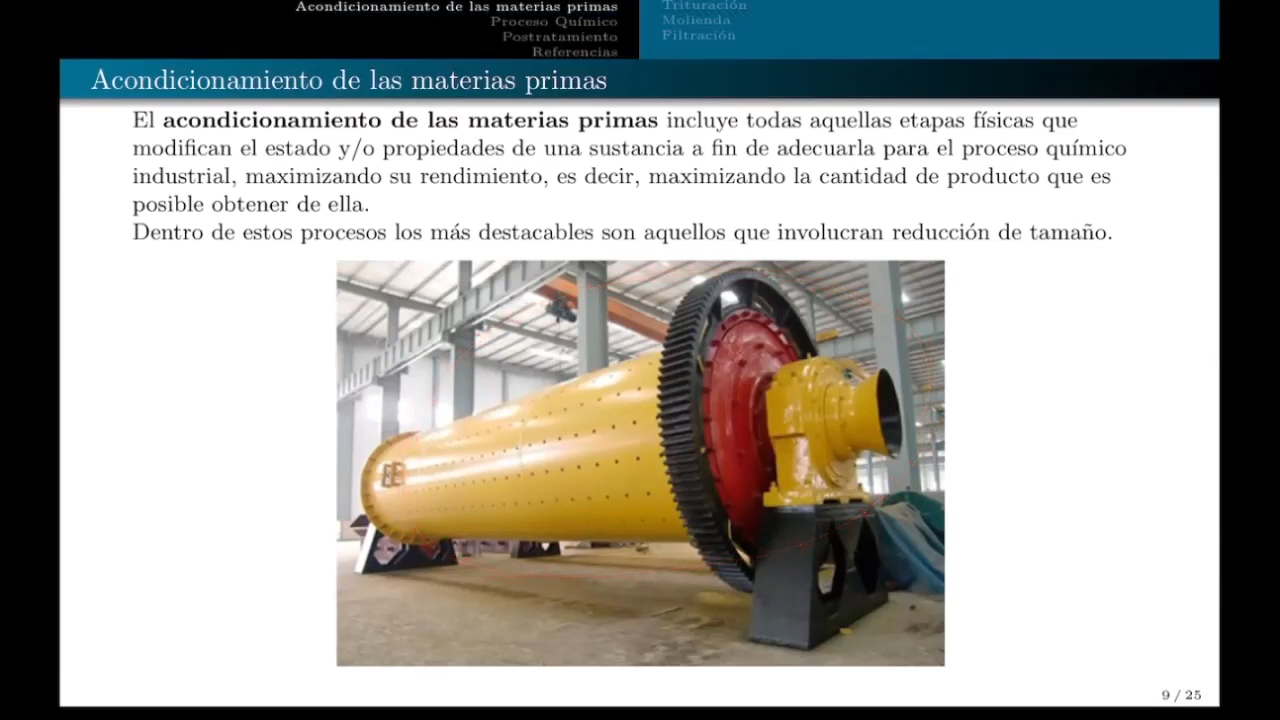 Acondicionamiento de las materias primas
Proceso Químico
Postratamiento
Referencias
Trituración
Molienda
Filtración
Acondicionamiento de las materias primas
El acondicionamiento de las materias primas incluye todas aquellas etapas físicas que
modifican el estado y/o propiedades de una sustancia a fin de adecuarla para el proceso químico
industrial, maximizando su rendimiento, es decir, maximizando la cantidad de producto que es
posible obtener de ella.
Dentro de estos procesos los más destacables son aquellos que involucran reducción de tamaño.
9 / 25